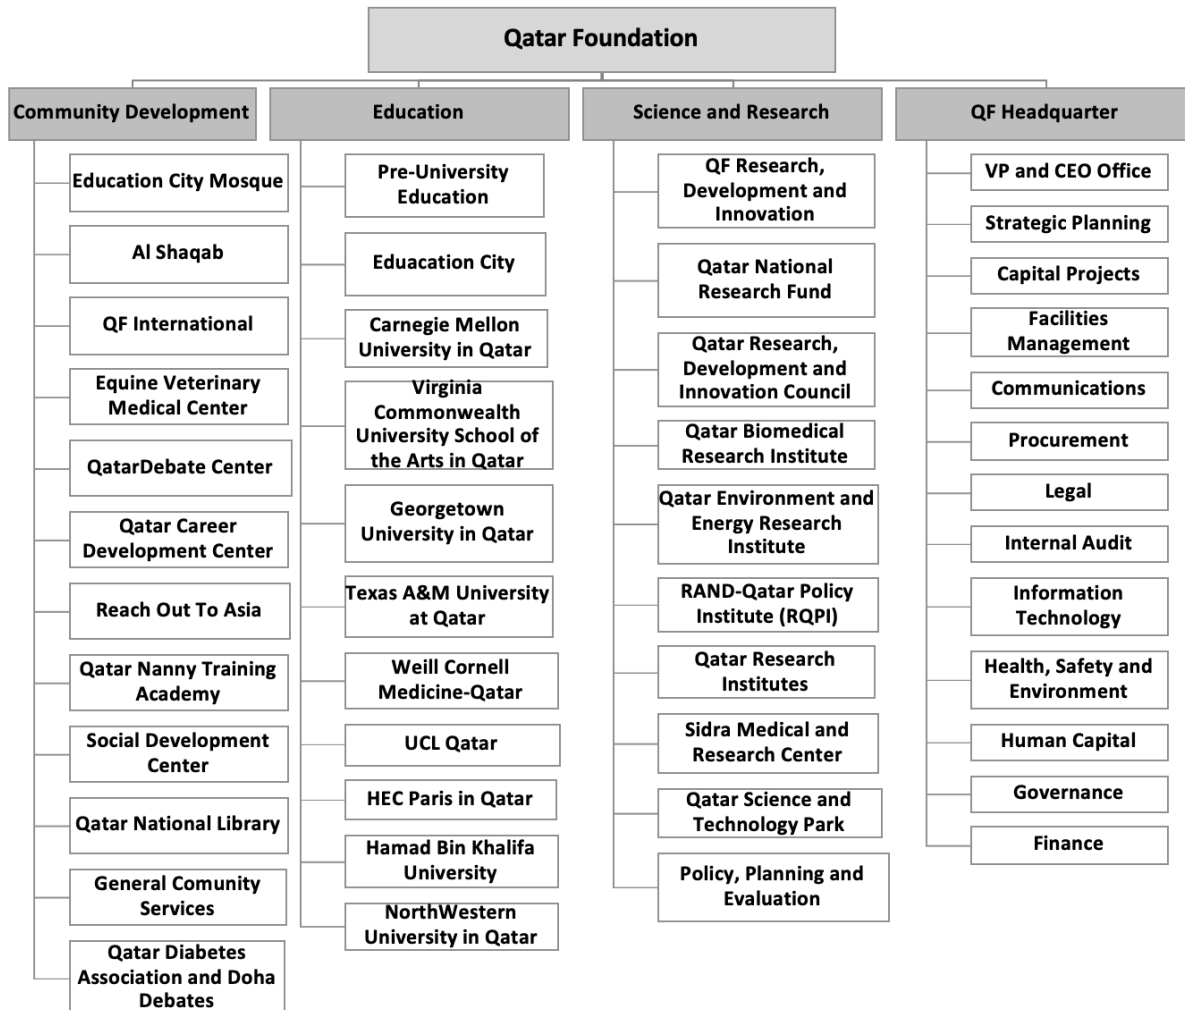 Qatar Foundation
Community Development
Education City Mosque
Al Shaqab
QF International
Equine Veterinary
Medical Center
QatarDebate Center
Qatar Career
Development Center
Reach Out To Asia
Qatar Nanny Training
Academy
Social Development
Center
Qatar National Library
General Comunity
Services
Qatar Diabetes
Association and Doha
Debates
Education
Pre-University
Education
Eduacation City
Carnegie Mellon
University in Qatar
Virginia
Commonwealth
University School of
the Arts in Qatar
Georgetown
University in Qatar
Texas A&M University
at Qatar
Weill Cornell
Medicine-Qatar
UCL Qatar
HEC Paris in Qatar
Hamad Bin Khalifa
University
NorthWestern
University in Qatar
Science and Research
QF Research,
Development and
Innovation
Qatar National
Research Fund
Qatar Research,
Development and
Innovation Council
Qatar Biomedical
Research Institute
Qatar Environment and
Energy Research
Institute
RAND-Qatar Policy
Institute (RQPI)
Qatar Research
Institutes
Sidra Medical and
Research Center
Qatar Science and
Technology Park
Policy, Planning and
Evaluation
QF Headquarter
VP and CEO Office
Strategic Planning
Capital Projects
Facilities
Management
Communications
Procurement
Legal
Internal Audit
Information
Technology
Health, Safety and
Environment
Human Capital
Governance
Finance